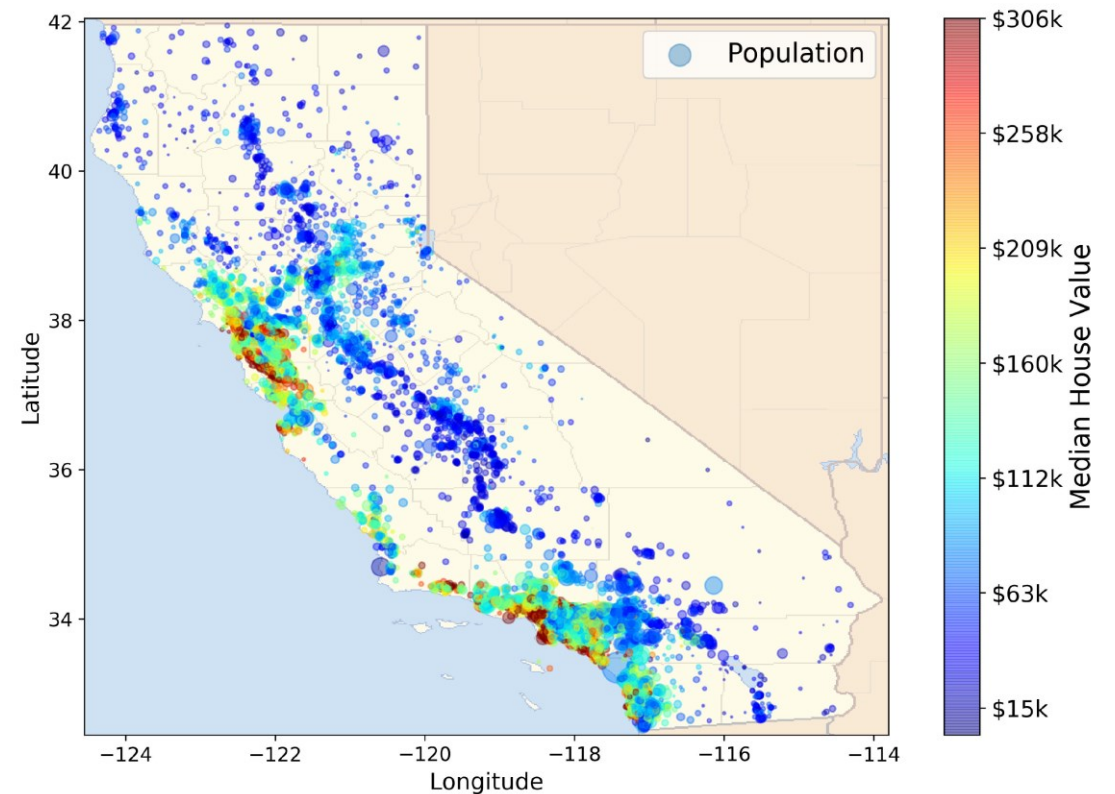 42
40
38
36
34
−124
−122
−120
−118
−116
−114
Latitude
Longitude
Population
$306k
$258k
$209k
$160k
$112k
$63k
$15k
Median House Value